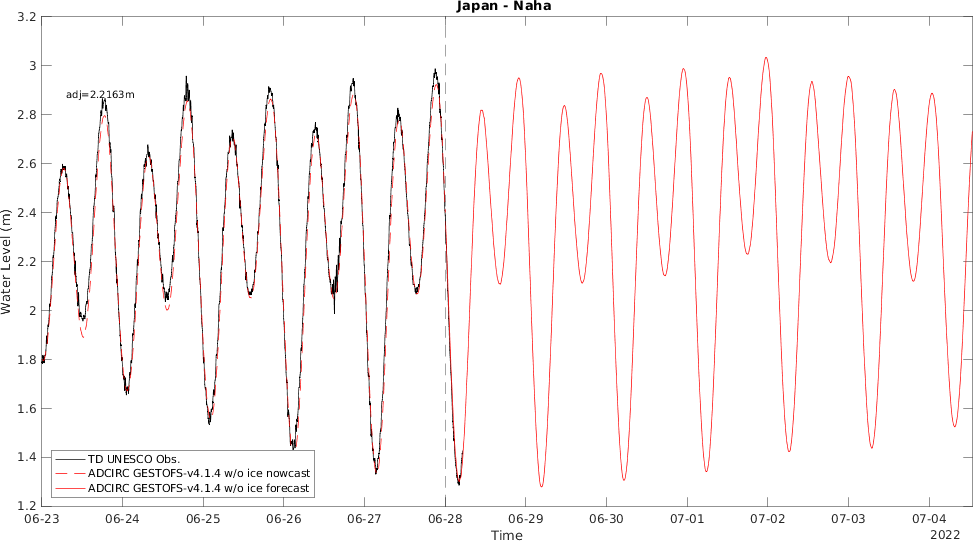 Japan - Naha
3.2
3
2.8
2.6
2.4
2.2
2
1.8
1.6
1.4
1.2
Water Level (m)
adj=2.2163m
TD UNESCO Obs.
ADCIRC GESTOFS-v4.1.4 w/o ice nowcast
ADCIRC GESTOFS-v4.1.4 w/o ice forecast
06-23 06-24 06-25 06-26 06-27 06-28 06-29 06-30 07-01 07-02 07-03 07-04
Time
2022